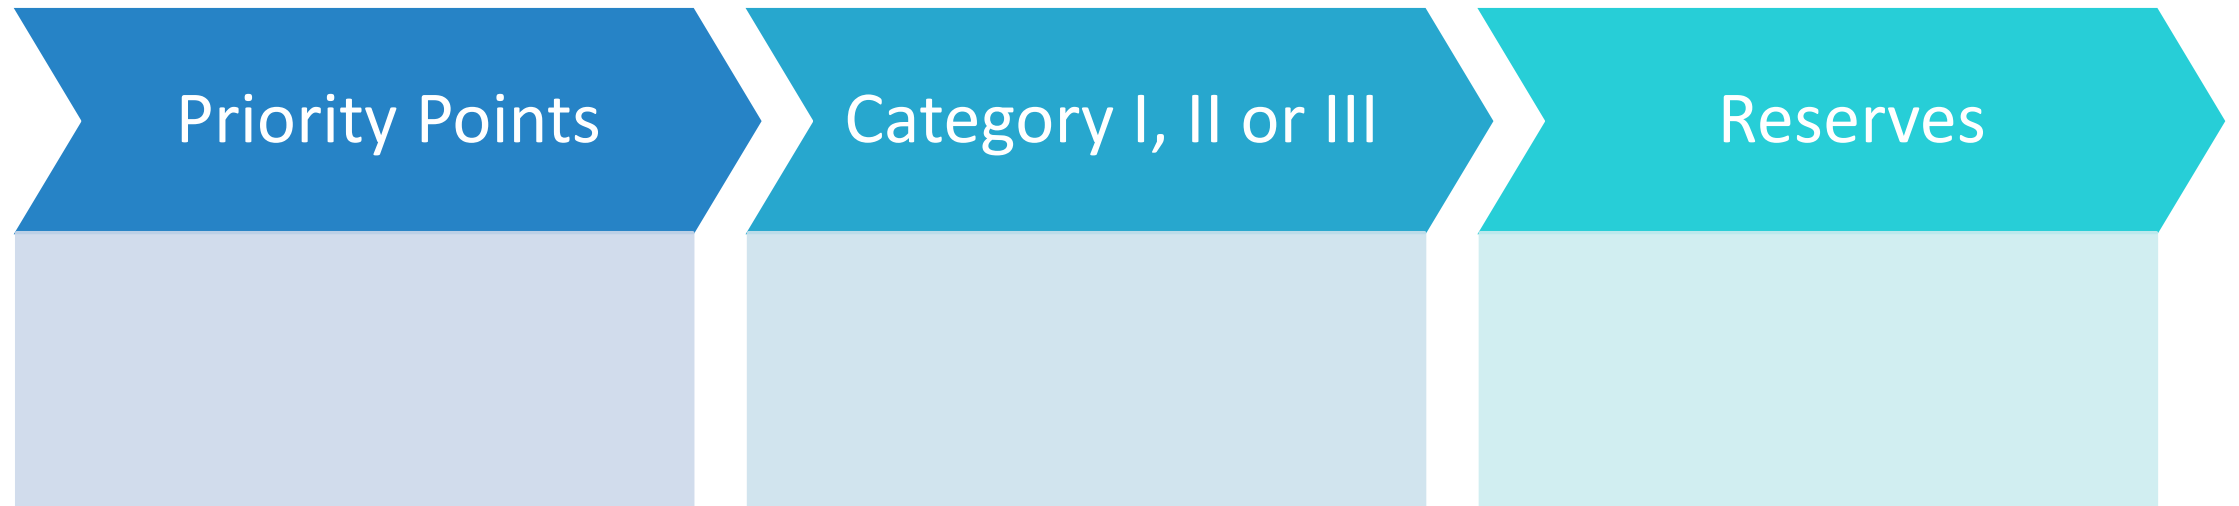 Priority Points
Category I, II or III
Reserves